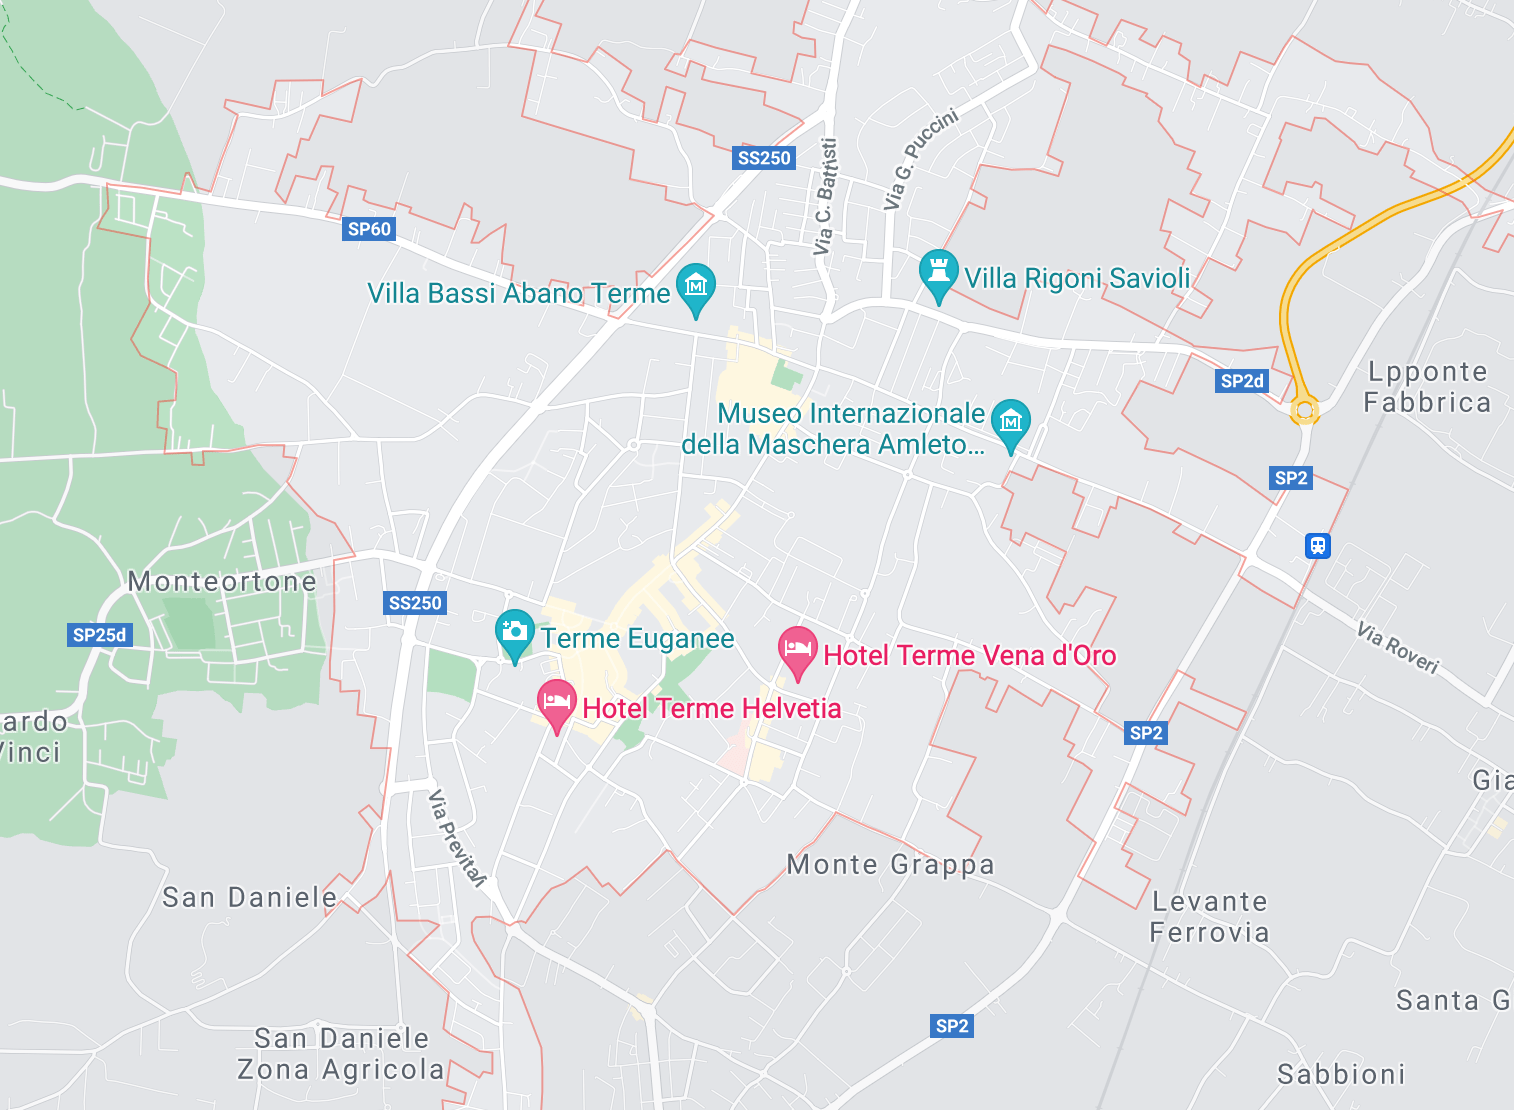 SS250
Via C. Battisti
Via G. Puccini
SP60
Villa Bassi Abano Terme
Villa Rigoni Savioli
SP2d
Lpponte
Fabbrica
Museo Internazionale
della Maschera Amleto...
SP2
Monteortone
SS250
SP25d
Terme Euganee
Via Roveri
Hotel Terme Vena d'Oro
ardo
Vinci
Hotel Terme Helvetia
SP2
Gia
Via Previtali
Monte Grappa
San Daniele
Levante
Ferrovia
Santa G
San Daniele
Zona Agricola
SP2
Sabbioni